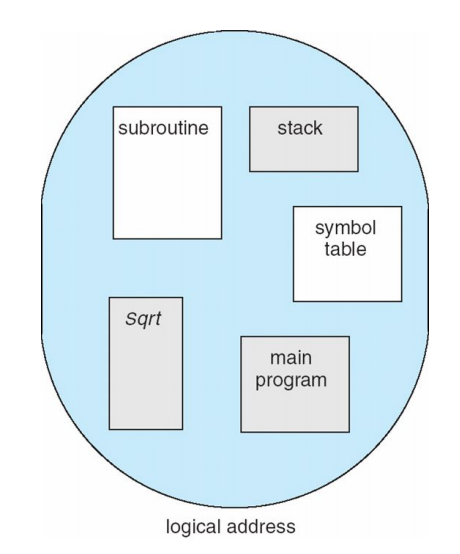 subroutine
stack
symbol
table
Sqrt
main
program
logical address